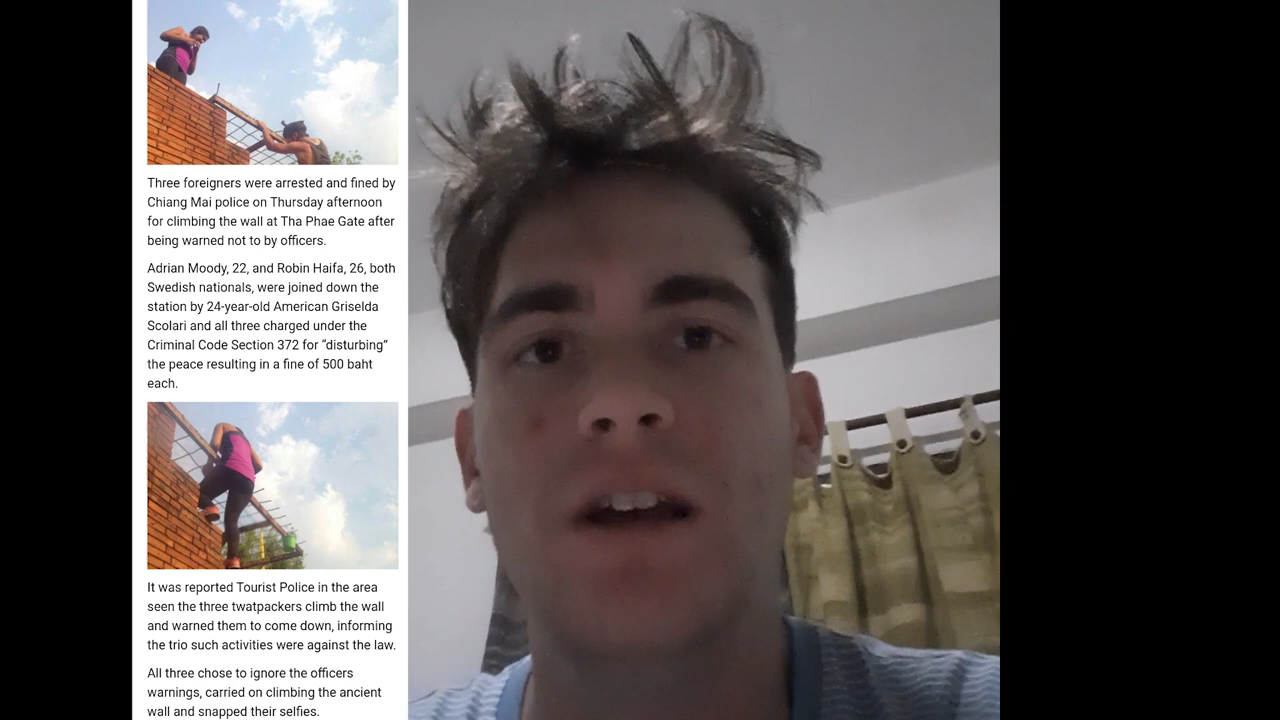 Three foreigners were arrested and fined by
Chiang Mai police on Thursday afternoon
for climbing the wall at Tha Phae Gate after
being warned not to by officers.
Adrian Moody, 22, and Robin Haifa, 26, both
Swedish nationals, were joined down the
station by 24-year-old American Griselda
Scolari and all three charged under the
Criminal Code Section 372 for “disturbing”
the peace resulting in a fine of 500 baht
each.
It was reported Tourist Police in the area
seen the three twatpackers climb the wall
and warned them to come down, informing
the trio such activities were against the law.
All three chose to ignore the officers
warnings, carried on climbing the ancient
wall and snapped their selfies.